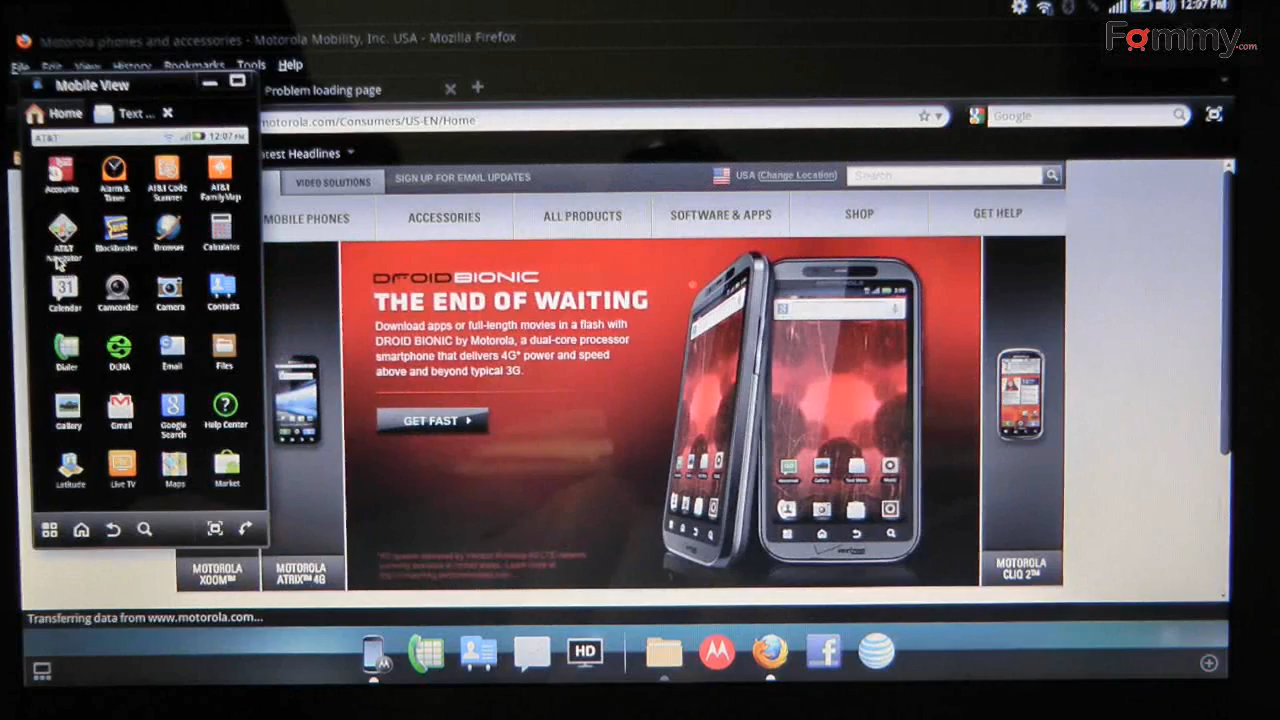 12:07 PM
Fommy.com
Motorola phones and accessories - Motorola Mobility, Inc. USA - Mozilla Firefox
File Edit View History Bookmarks Tools Help
Mobile View
Problem loading page
Home Text ...
motorola.com/Consumers/US-EN/Home
Google
AT&T 12:07 PM
atest Headlines
VIDEO SOLUTIONS SIGN UP FOR EMAIL UPDATES USA (Change Location) Search
MOBILE PHONES ACCESSORIES ALL PRODUCTS SOFTWARE & APPS SHOP GET HELP
Accounts Alarm & Timer AT&T Code Scanner AT&T FamilyMap
AT&T Navigator Blockbuster Browser Calculator
31
Calendar Camcorder Camera Contacts
Dialer DLNA Email Files
Gallery Gmail Google Search Help Center
Latitude Live TV Maps Market
DROID BIONIC
THE END OF WAITING
Download apps or full-length movies in a flash with
DROID BIONIC by Motorola, a dual-core processor
smartphone that delivers 4G* power and speed
above and beyond typical 3G.
GET FAST
MOTOROLA XOOM™
MOTOROLA ATRIX™ 4G
MOTOROLA CLIQ 2™
Transferring data from www.motorola.com...
HD